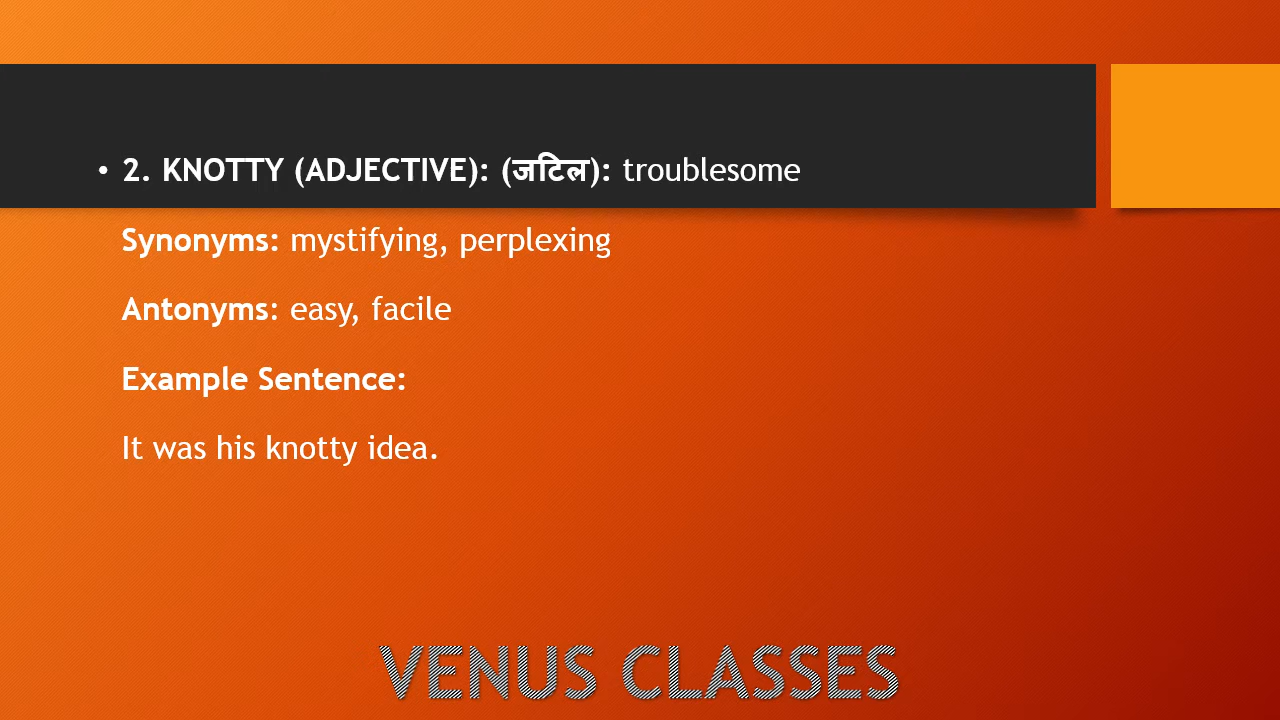 • 2. KNOTTY (ADJECTIVE): (जटिल): troublesome
Synonyms: mystifying, perplexing
Antonyms: easy, facile
Example Sentence:
It was his knotty idea.
VENUS CLASSES